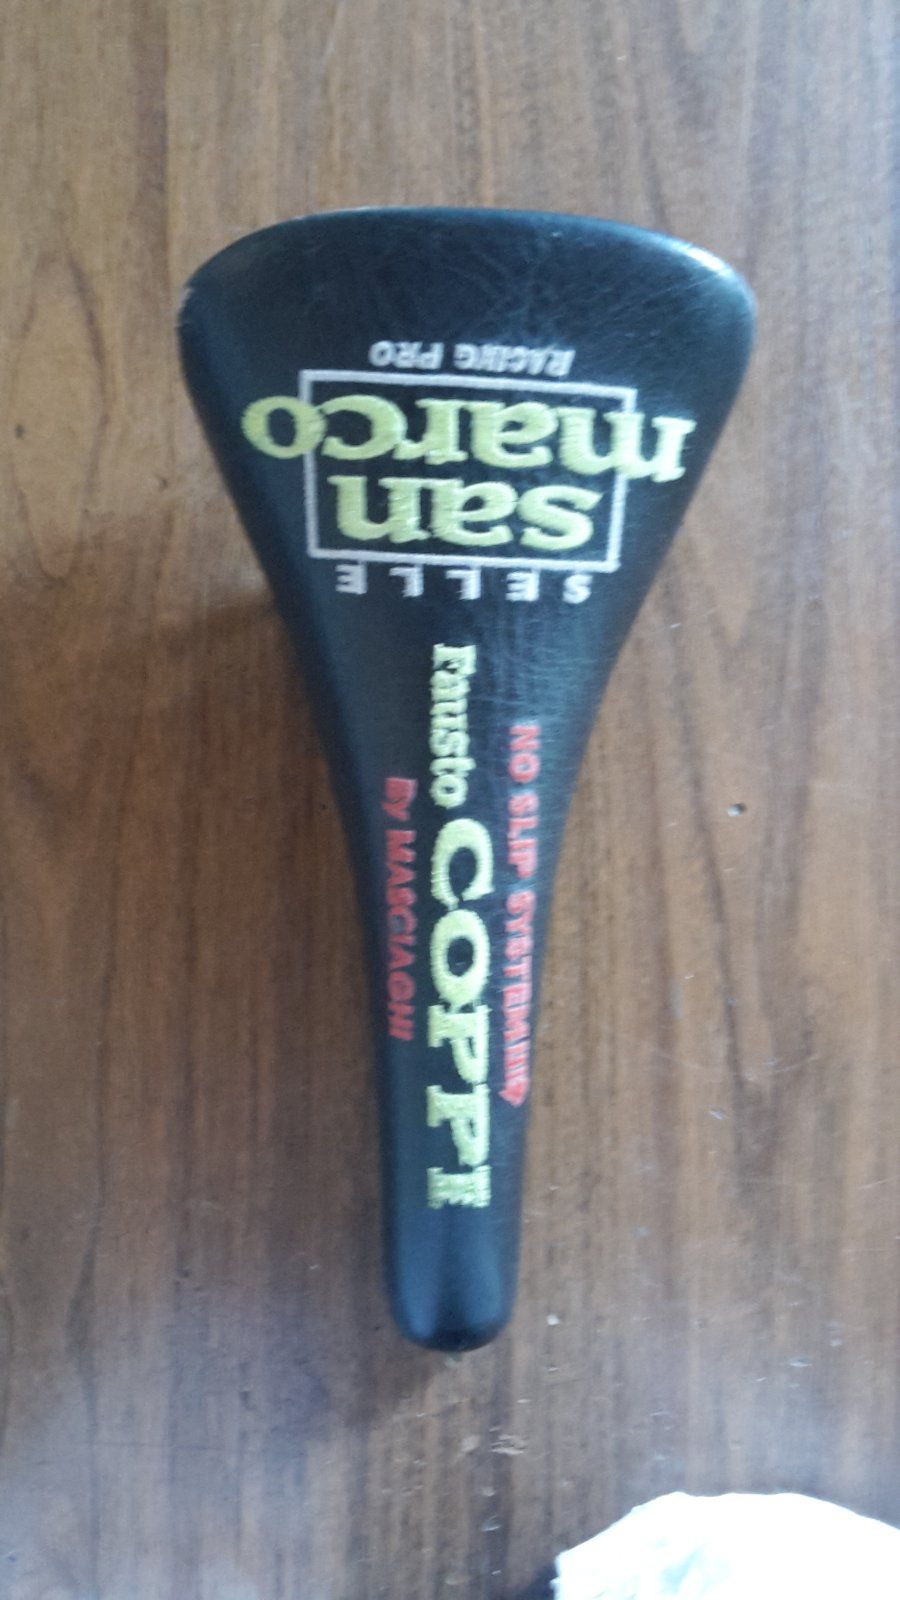 SELLE
san
marco
RACING PRO
NO SLIP SYSTEM
Fausto COPPI
By MASCIAGHI